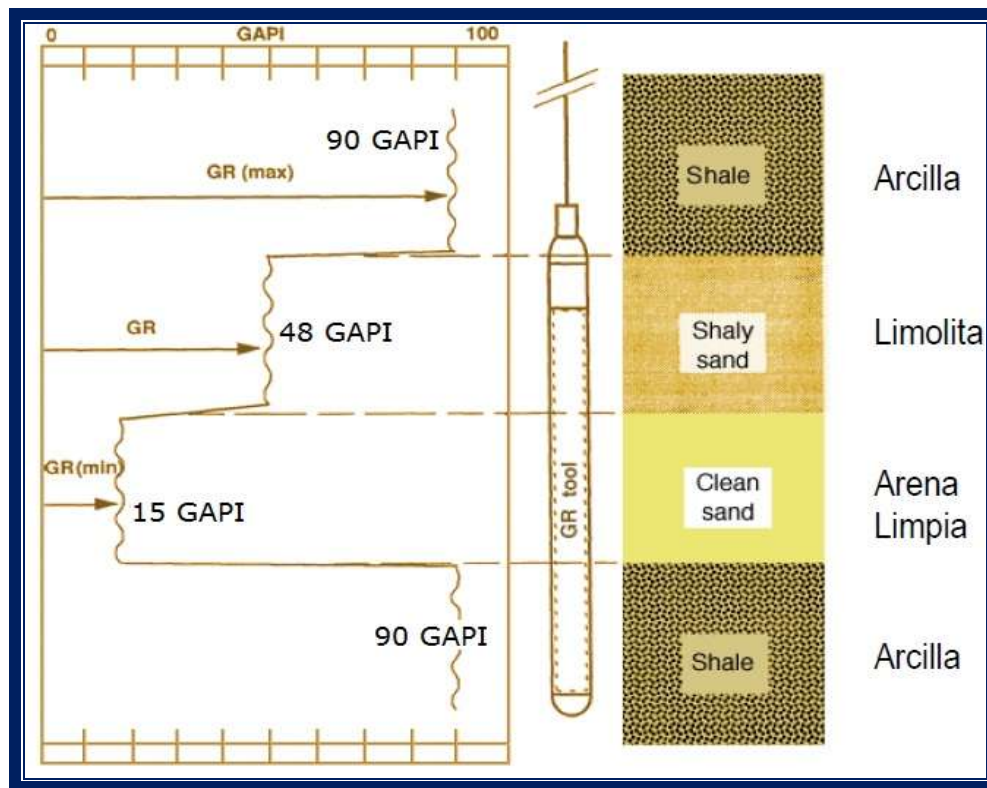 0 GAPI 100
90 GAPI
GR (max)
Shale
Arcilla
GR
48 GAPI
Shaly
sand
Limolita
GR(min)
15 GAPI
GR tool
Clean
sand
Arena
Limpia
90 GAPI
Shale
Arcilla